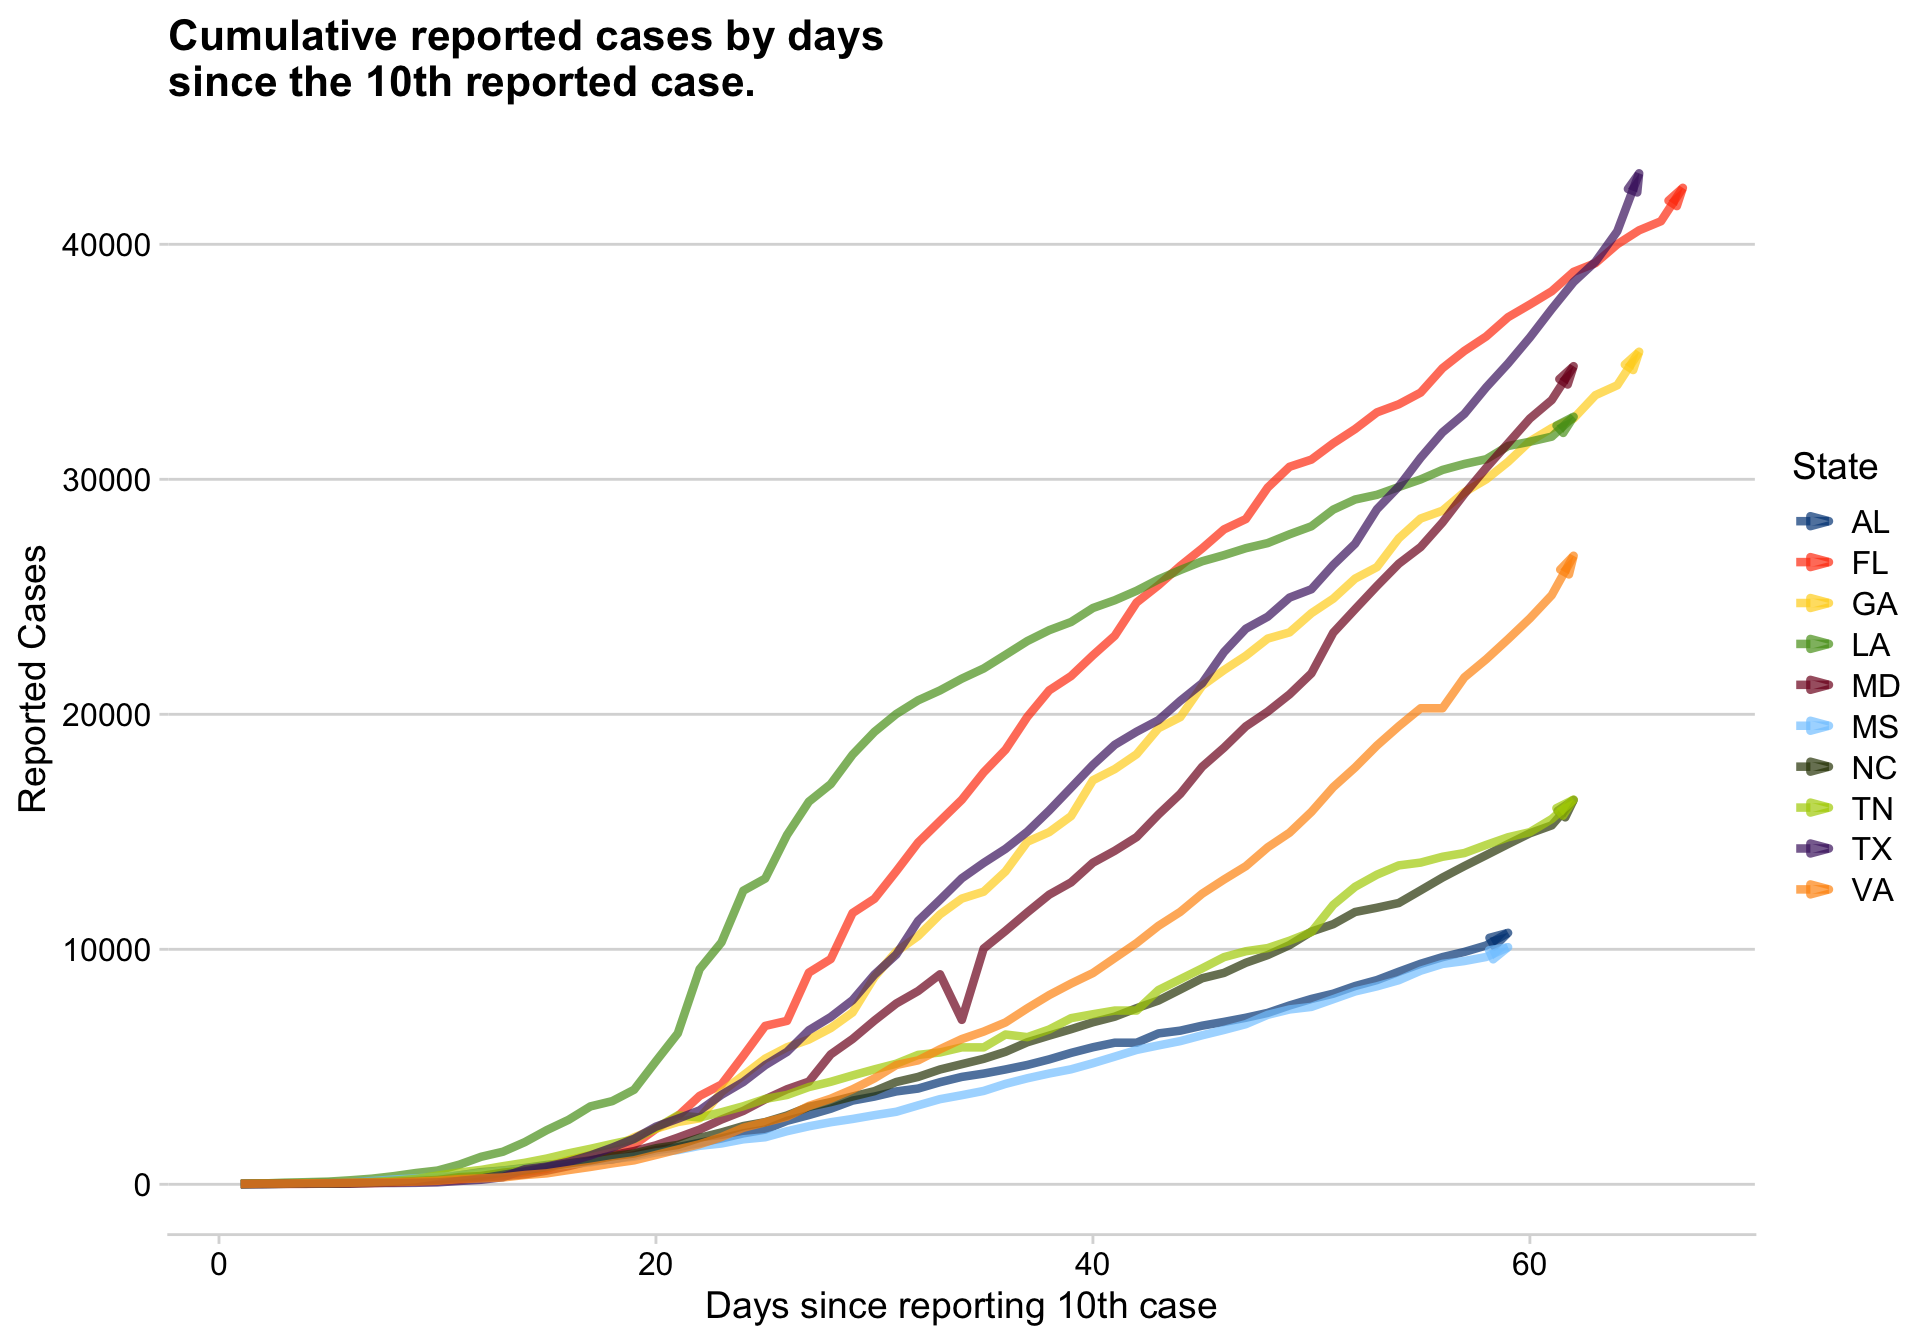 Cumulative reported cases by days
since the 10th reported case.
40000
30000
20000
10000
0
Reported Cases
0
20
40
60
Days since reporting 10th case
State
AL
FL
GA
LA
MD
MS
NC
TN
TX
VA